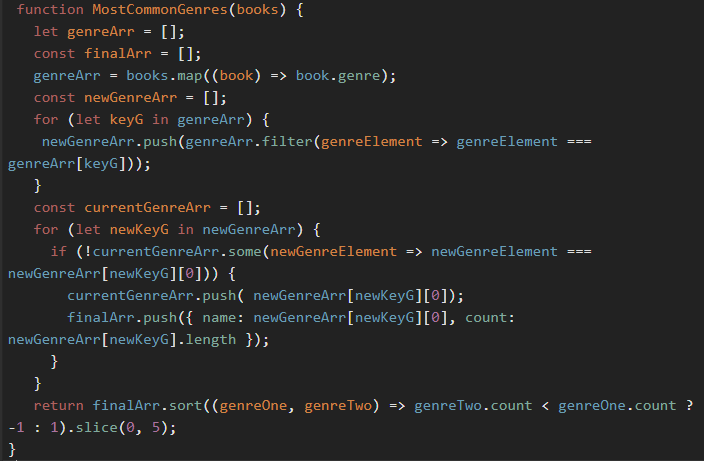 function MostCommonGenres(books) {
let genreArr = [];
const finalArr = [];
genreArr = books.map((book) => book.genre);
const newGenreArr = [];
for (let keyG in genreArr) {
newGenreArr.push(genreArr.filter(genreElement => genreElement ===
genreArr[keyG]));
}
const currentGenreArr = [];
for (let newKeyG in newGenreArr) {
if (!currentGenreArr.some(newGenreElement => newGenreElement ===
newGenreArr[newKeyG][0])) {
currentGenreArr.push( newGenreArr[newKeyG][0]);
finalArr.push({ name: newGenreArr[newKeyG][0], count:
newGenreArr[newKeyG].length });
}
}
return finalArr.sort((genreOne, genreTwo) => genreTwo.count < genreOne.count ?
-1 : 1).slice(0, 5);
}